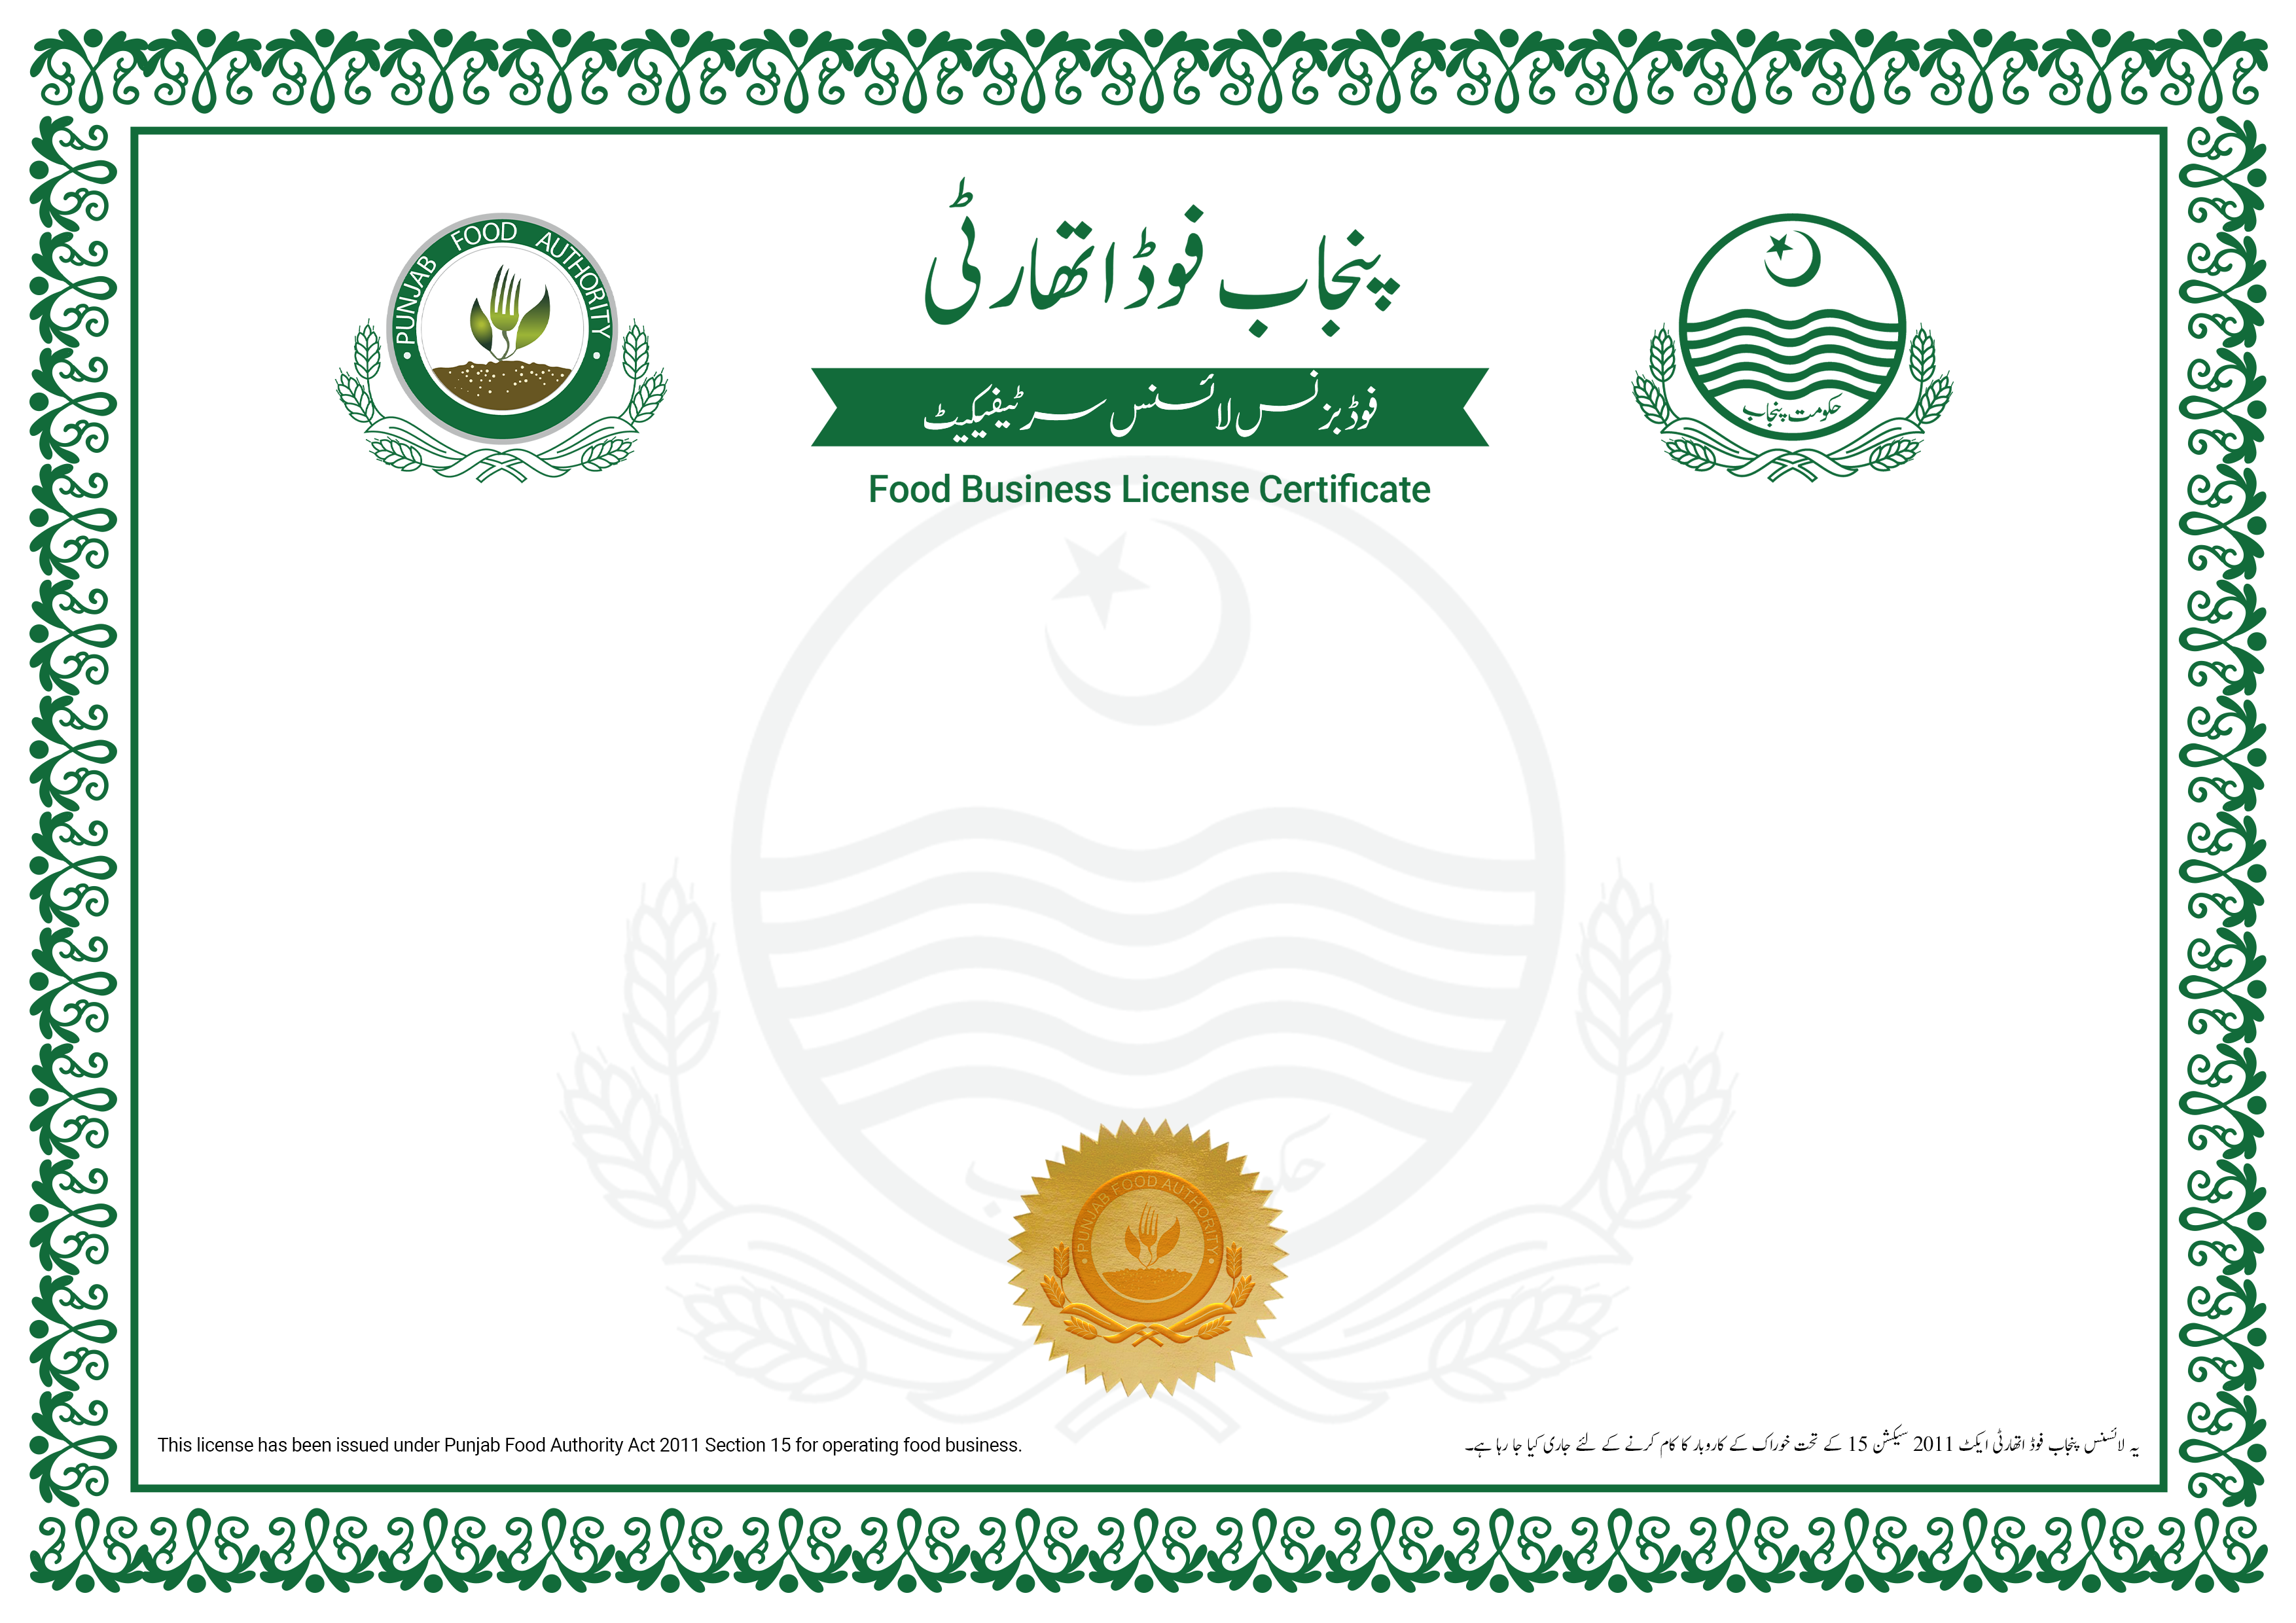 PUNJAB FOOD AUTHORITY
پنجاب فوڈ اتھارٹی
حکومت پنجاب
فوڈ بزنس لائسنس سرٹیفیکیٹ
Food Business License Certificate
PUNJAB FOOD AUTHORITY
This license has been issued under Punjab Food Authority Act 2011 Section 15 for operating food business.
یہ لائسنس پنجاب فوڈ اتھارٹی ایکٹ 2011 سیکشن 15 کے تحت خوراک کے کاروبار کا کام کرنے کے لئے جاری کیا جا رہا ہے۔